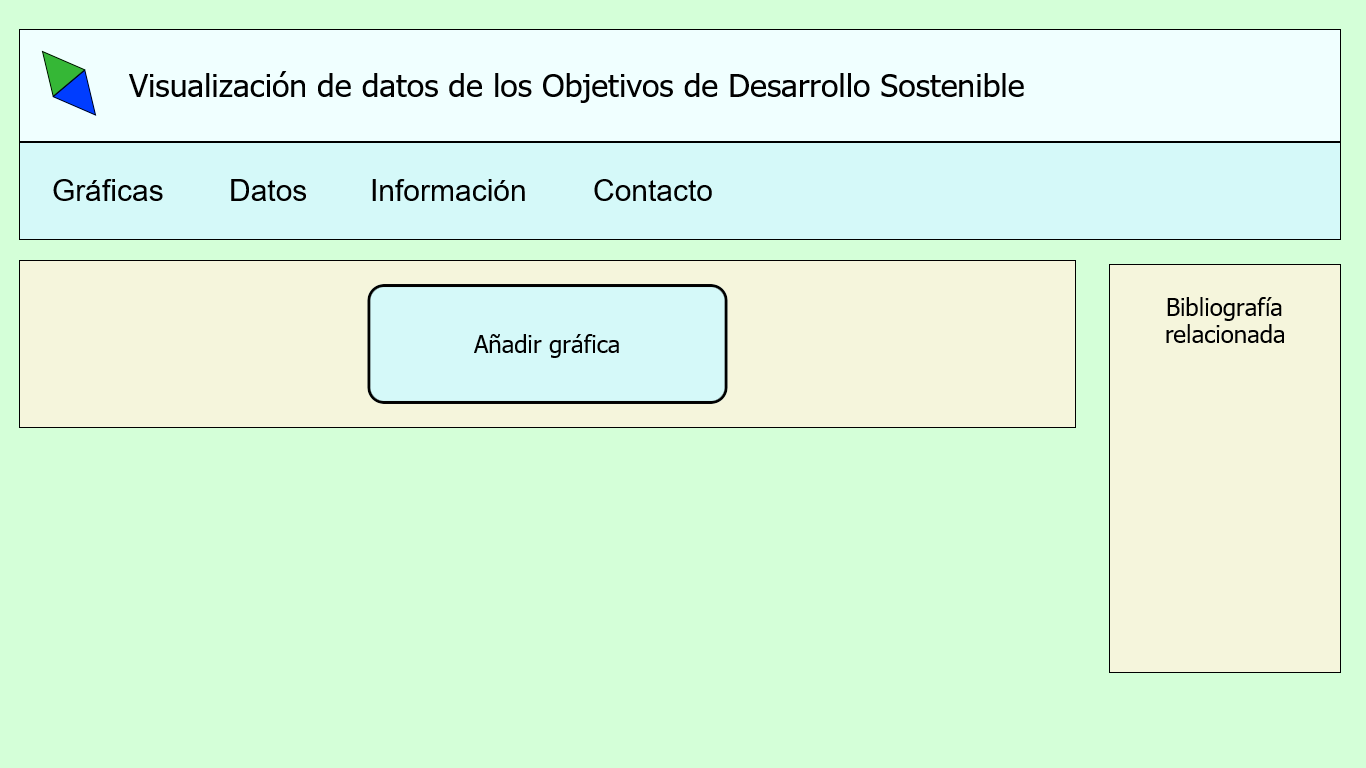 Visualización de datos de los Objetivos de Desarrollo Sostenible
Gráficas Datos Información Contacto
Añadir gráfica
Bibliografía
relacionada